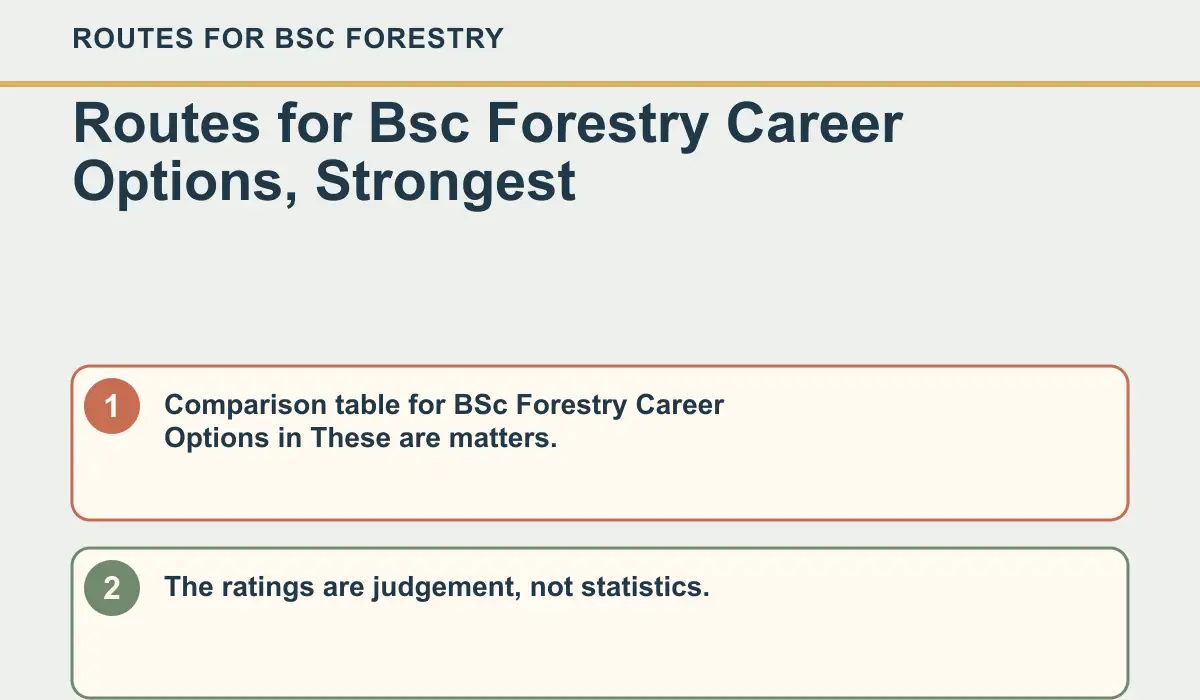 ROUTES FOR BSC FORESTRY
Routes for Bsc Forestry Career
Options, Strongest
1
Comparison table for BSc Forestry Career
Options in These are matters.
2
The ratings are judgement, not statistics.